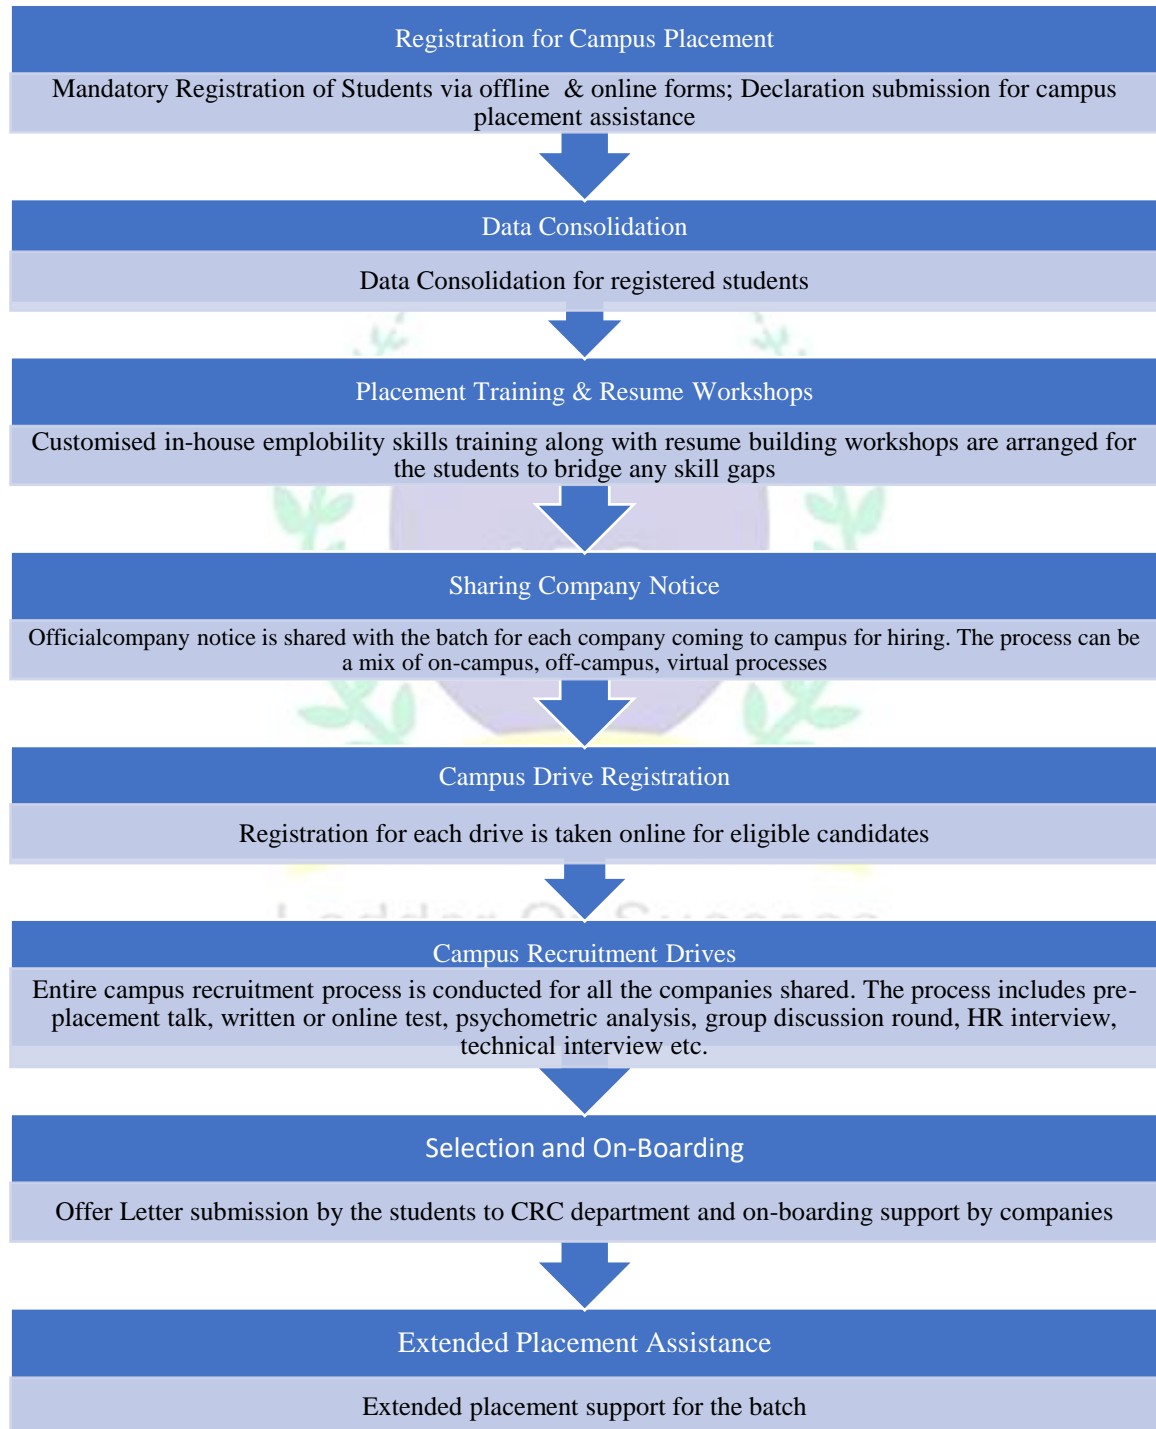 Registration for Campus Placement
Mandatory Registration of Students via offline & online forms; Declaration submission for campus
placement assistance
Data Consolidation
Data Consolidation for registered students
Placement Training & Resume Workshops
Customised in-house emplobility skills training along with resume building workshops are arranged for
the students to bridge any skill gaps
Sharing Company Notice
Officialcompany notice is shared with the batch for each company coming to campus for hiring. The process can be
a mix of on-campus, off-campus, virtual processes
Campus Drive Registration
Registration for each drive is taken online for eligible candidates
Campus Recruitment Drives
Entire campus recruitment process is conducted for all the companies shared. The process includes pre-
placement talk, written or online test, psychometric analysis, group discussion round, HR interview,
technical interview etc.
Selection and On-Boarding
Offer Letter submission by the students to CRC department and on-boarding support by companies
Extended Placement Assistance
Extended placement support for the batch